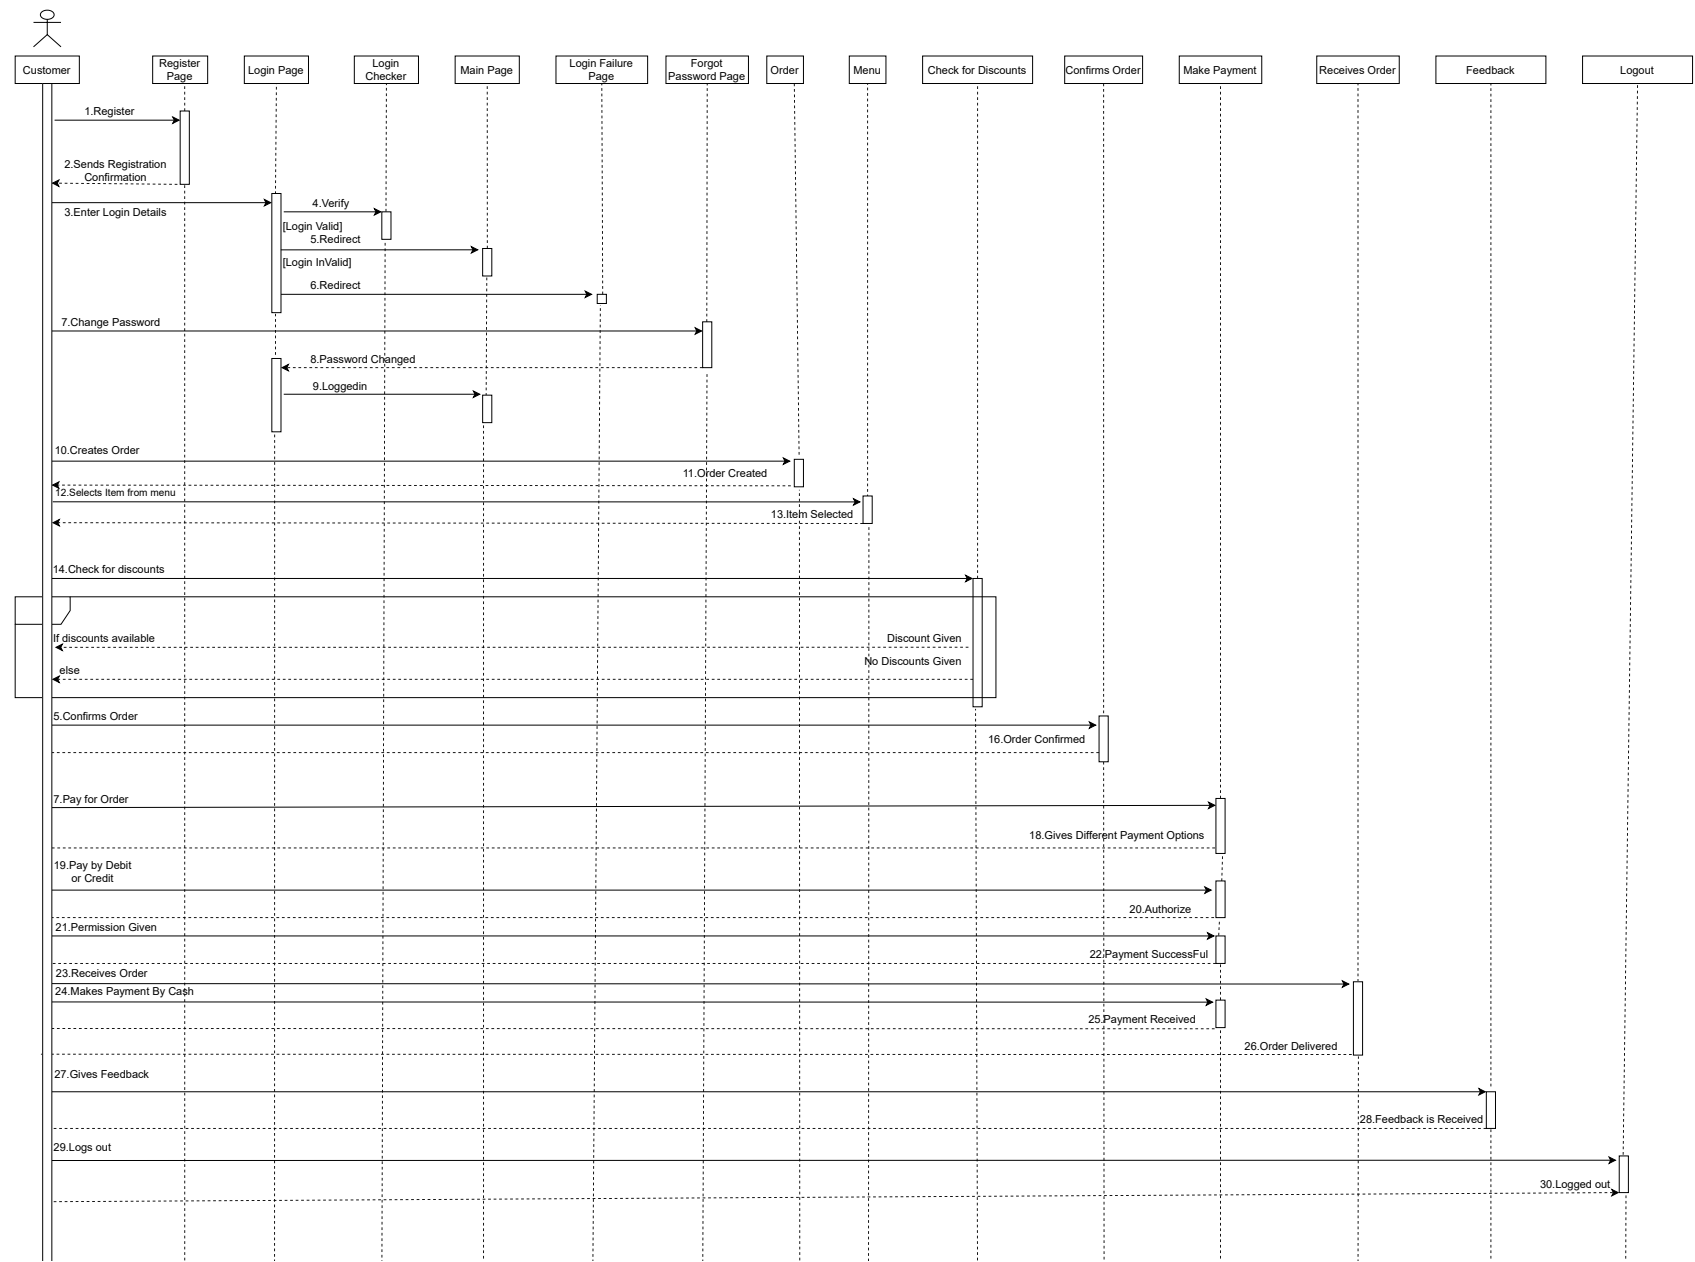 Customer
Register
Page
Login Page
Login
Checker
Main Page
Login Failure
Page
Forgot
Password Page
Order
Menu
Check for Discounts
Confirms Order
Make Payment
Receives Order
Feedback
Logout
1.Register
2.Sends Registration
Confirmation
3.Enter Login Details
4.Verify
[Login Valid]
5.Redirect
[Login InValid]
6.Redirect
7.Change Password
8.Password Changed
9.Loggedin
10.Creates Order
11.Order Created
12.Selects Item from menu
13.Item Selected
14.Check for discounts
If discounts available
Discount Given
No Discounts Given
else
5.Confirms Order
16.Order Confirmed
7.Pay for Order
18.Gives Different Payment Options
19.Pay by Debit
or Credit
20.Authorize
21.Permission Given
22.Payment SuccessFul
23.Receives Order
24.Makes Payment By Cash
25.Payment Received
26.Order Delivered
27.Gives Feedback
28.Feedback is Received
29.Logs out
30.Logged out